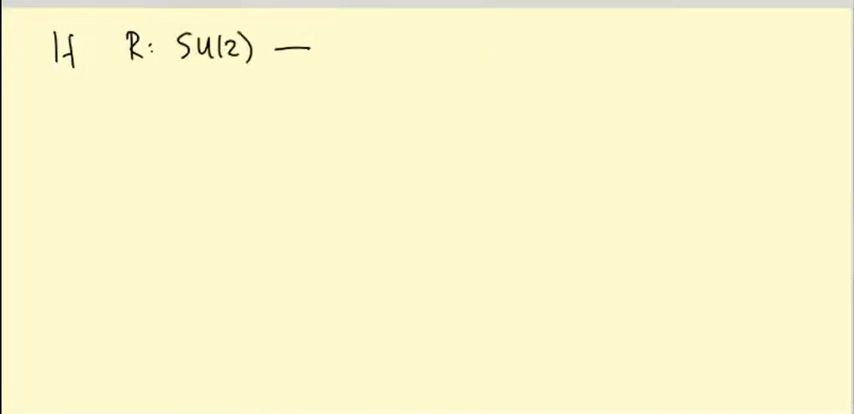 If R: SU(2) —